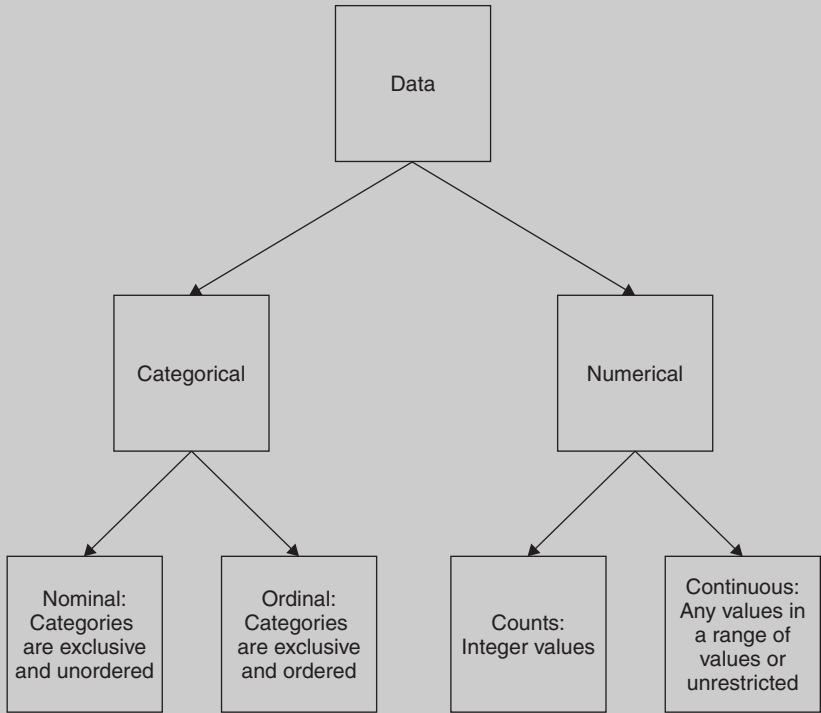 Data
Categorical
Numerical
Nominal:
Categories
are exclusive
and unordered
Ordinal:
Categories
are exclusive
and ordered
Counts:
Integer values
Continuous:
Any values in
a range of
values or
unrestricted